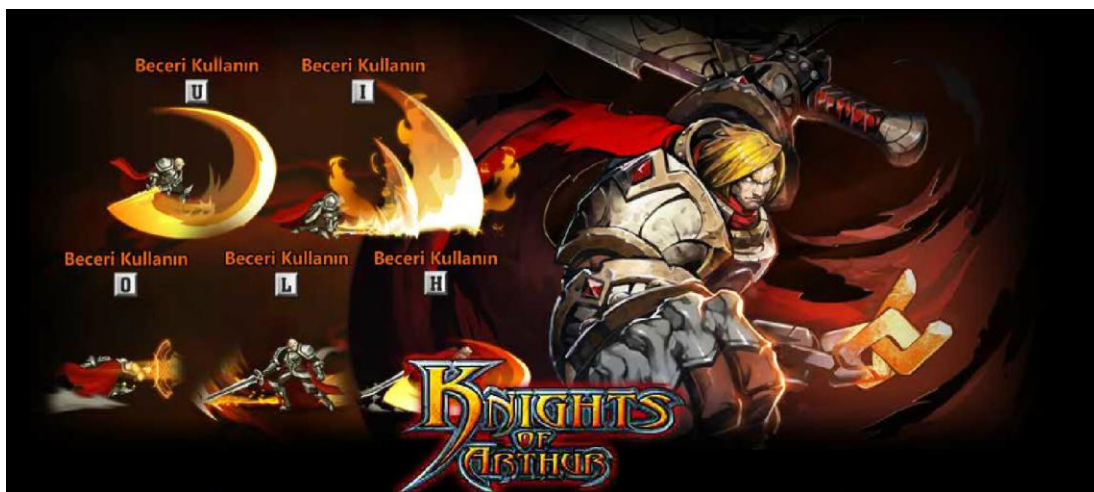 Beceri Kullanın
U
Beceri Kullanın
I
Beceri Kullanın
O
Beceri Kullanın
L
Beceri Kullanın
H
KNIGHTS
OF
ARTHUR